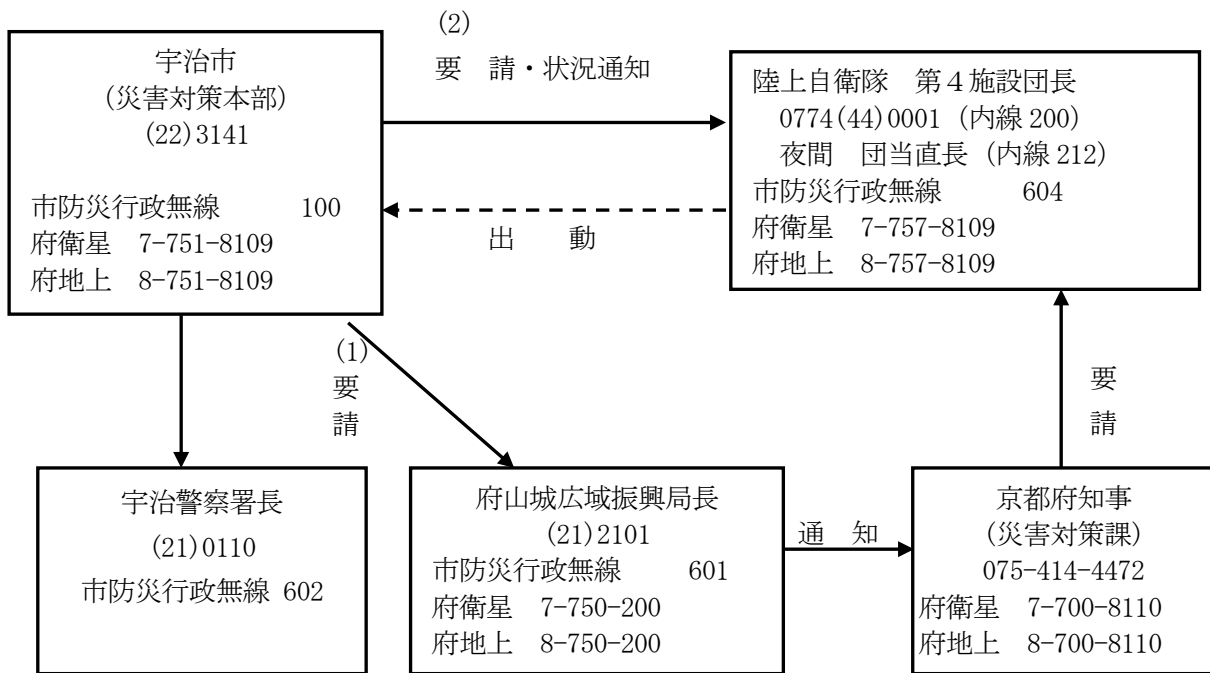 宇治市
(災害対策本部)
(22)3141
市防災行政無線 100
府衛星 7-751-8109
府地上 8-751-8109
(2)
要 請・状況通知
出 動
陸上自衛隊 第4施設団長
0774(44)0001 (内線 200)
夜間 団当直長 (内線 212)
市防災行政無線 604
府衛星 7-757-8109
府地上 8-757-8109
(1)
要
請
要
請
宇治警察署長
(21)0110
市防災行政無線 602
府山城広域振興局長
(21)2101
市防災行政無線 601
府衛星 7-750-200
府地上 8-750-200
通 知
京都府知事
(災害対策課)
075-414-4472
府衛星 7-700-8110
府地上 8-700-8110